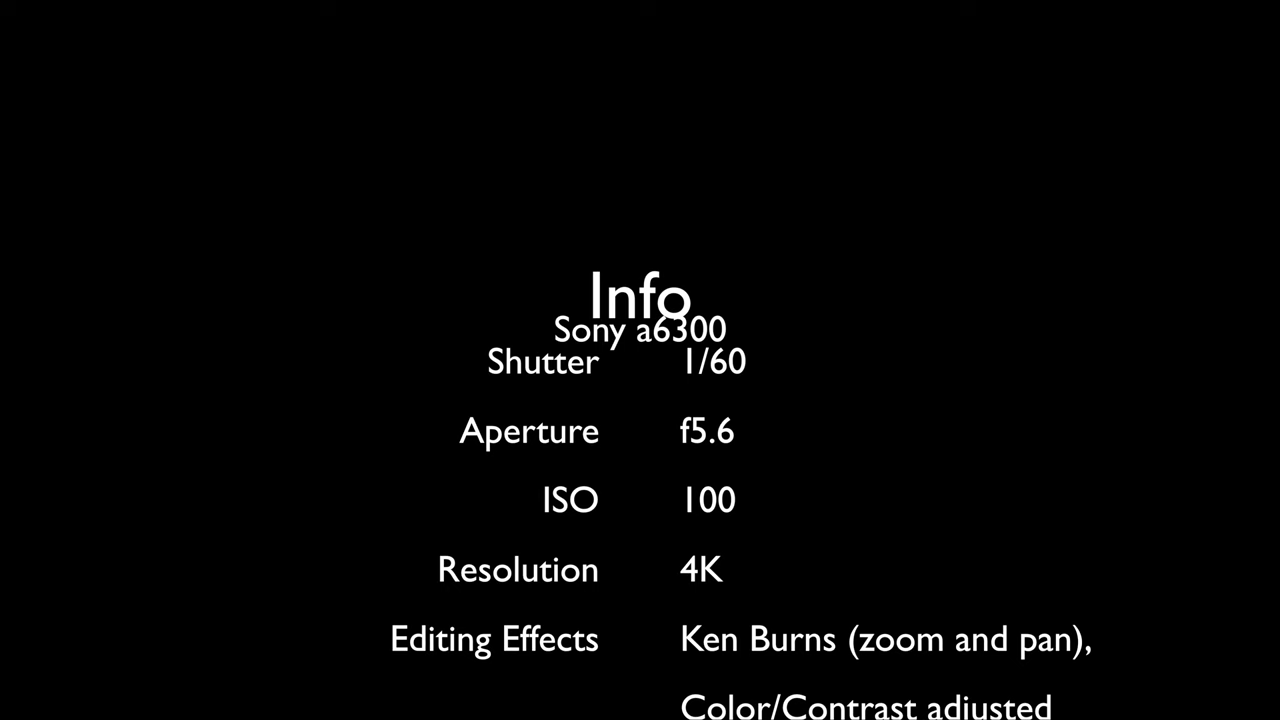 Info
Sony a6300
Shutter 1/60
Aperture f5.6
ISO 100
Resolution 4K
Editing Effects Ken Burns (zoom and pan),
Color/Contrast adjusted